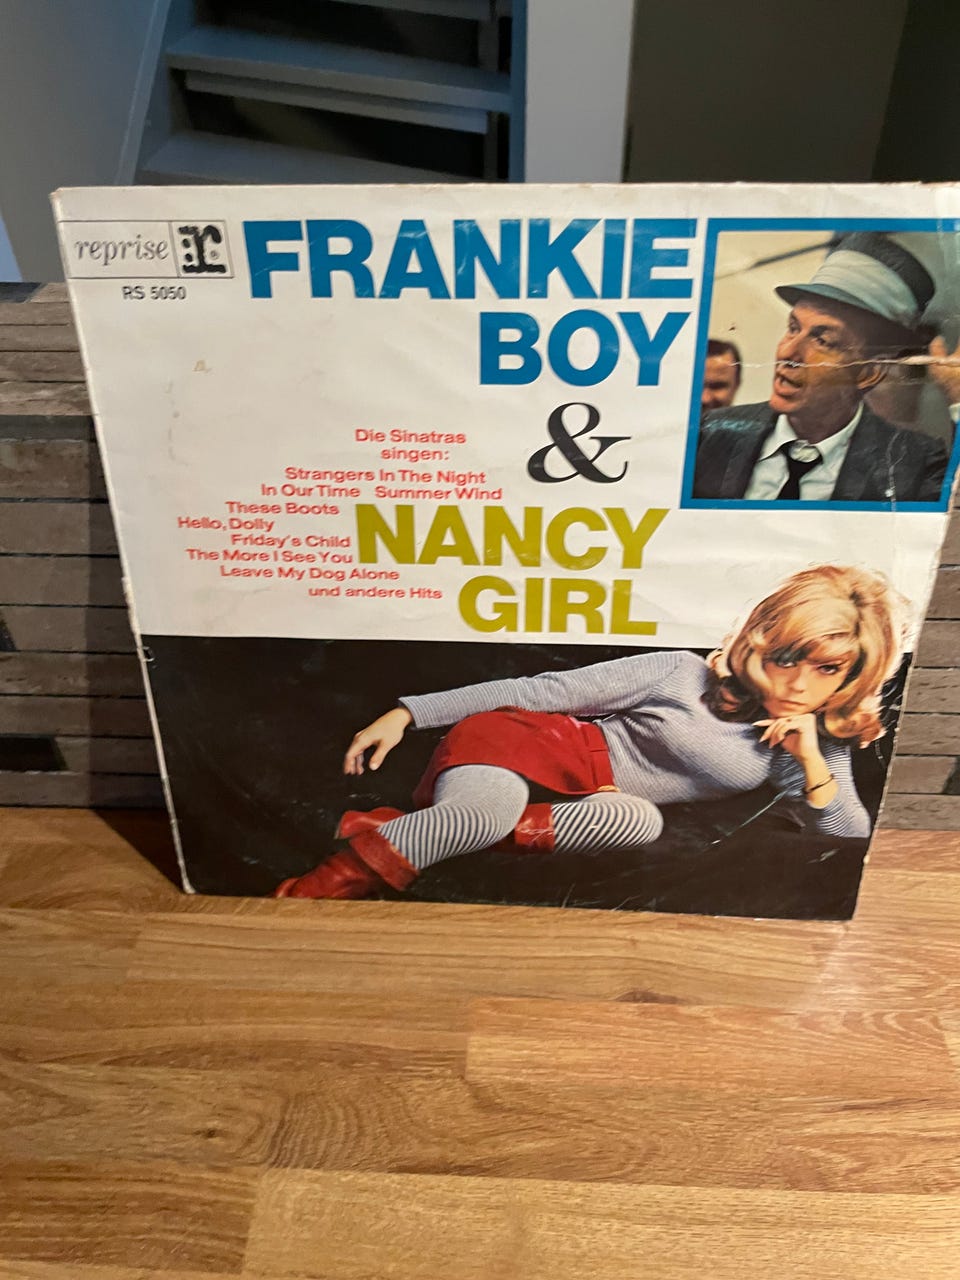 reprise r
RS 5050
FRANKIE
BOY
&
Die Sinatras
singen:
Strangers In The Night
In Our Time Summer Wind
These Boots
Hello, Dolly
Friday's Child
The More I See You
Leave My Dog Alone
und andere Hits
NANCY
GIRL